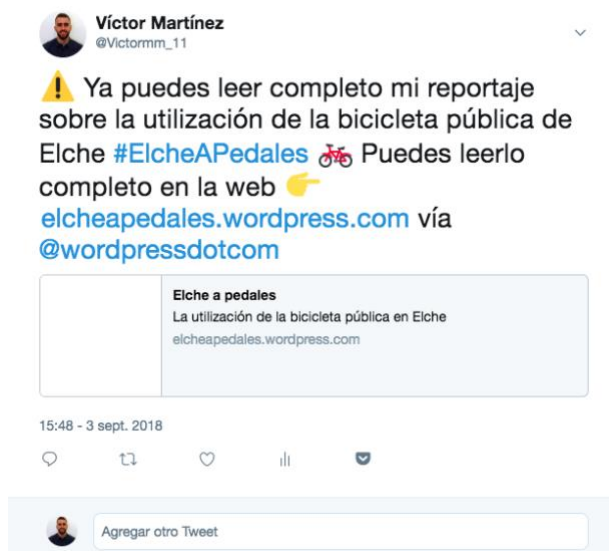 Víctor Martínez
@Victormm_11
⚠️ Ya puedes leer completo mi reportaje
sobre la utilización de la bicicleta pública de
Elche #ElcheAPedales 🚲 Puedes leerlo
completo en la web 👉
elcheapedales.wordpress.com vía
@wordpressdotcom
Elche a pedales
La utilización de la bicicleta pública en Elche
elcheapedales.wordpress.com
15:48 - 3 sept. 2018
Agregar otro Tweet